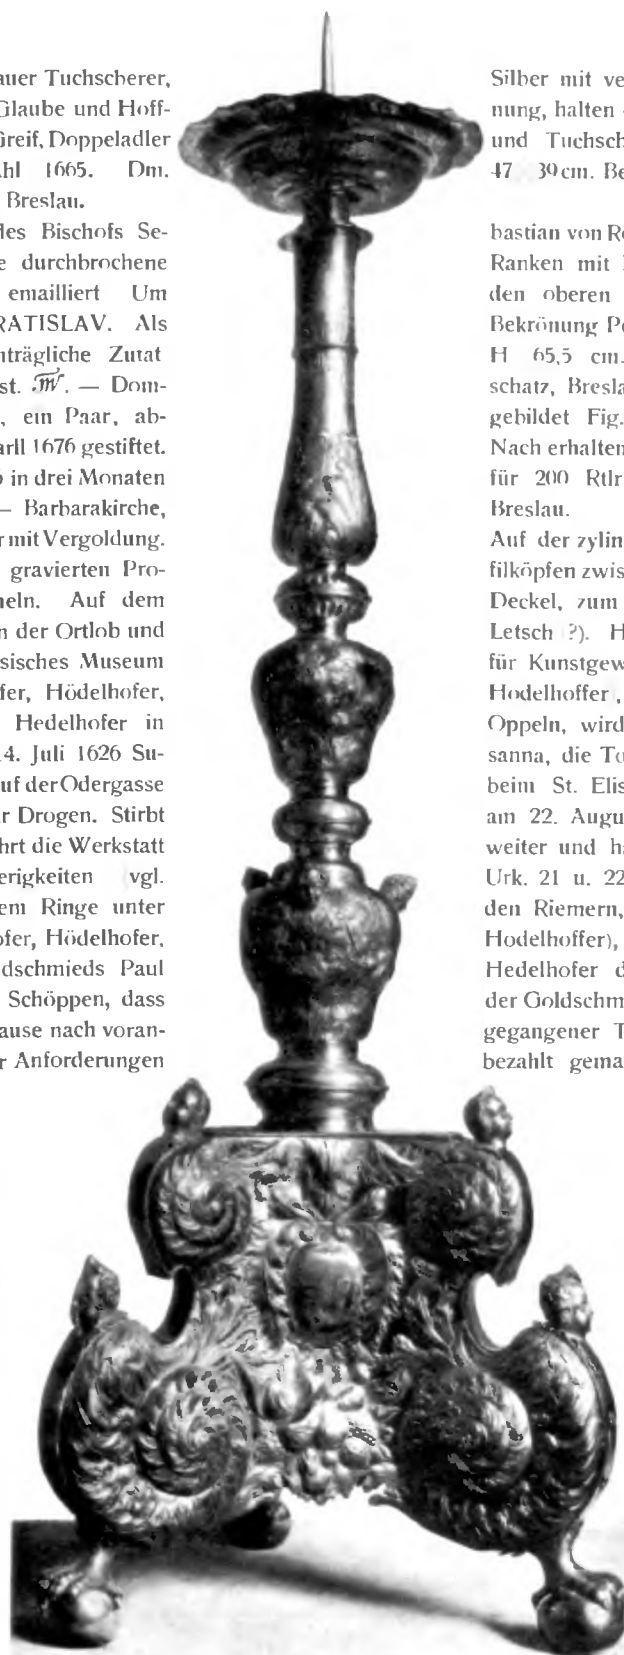 auer Tuchscherer,
Glaube und Hoff-
Greif, Doppeladler
hl 1665. Dm.
Breslau.
des Bischofs Se-
e durchbrochene
emailliert Um
RATISLAV. Als
nträgliche Zutat
st. — Dom-
, ein Paar, ab-
arll 1676 gestiftet.
in drei Monaten
— Barbarakirche,
r mit Vergoldung.
gravierten Pro-
neln. Auf dem
n der Ortlob und
sisches Museum
fer, Hödelhofer,
Hedelhofer in
14. Juli 1626 Su-
uf der Odergasse
r Drogen. Stirbt
hrt die Werkstatt
erigkeiten vgl.
em Ringe unter
ofer, Hödelhofer,
ldschmieds Paul
Schöppen, dass
ause nach voran-
r Anforderungen
Silber mit ve
nung, halten
und Tuchsch
47 39 cm. Be
bastian von Ro
Ranken mit
den oberen
Bekrönung Po
H 65,5 cm.
schatz, Bresla
gebildet Fig.
Nach erhalten
für 200 Rtlr
Breslau.
Auf der zylin
filköpfen zwis
Deckel, zum
Letsch ?). H
für Kunstgew
Hodelhoffer,
Oppeln, wird
sanna, die To
beim St. Elis
am 22. Augu
weiter und ha
Urk. 21 u. 22
den Riemern,
Hodelhoffer),
Hedelhofer d
der Goldschm
gegangener T
bezahlt gema